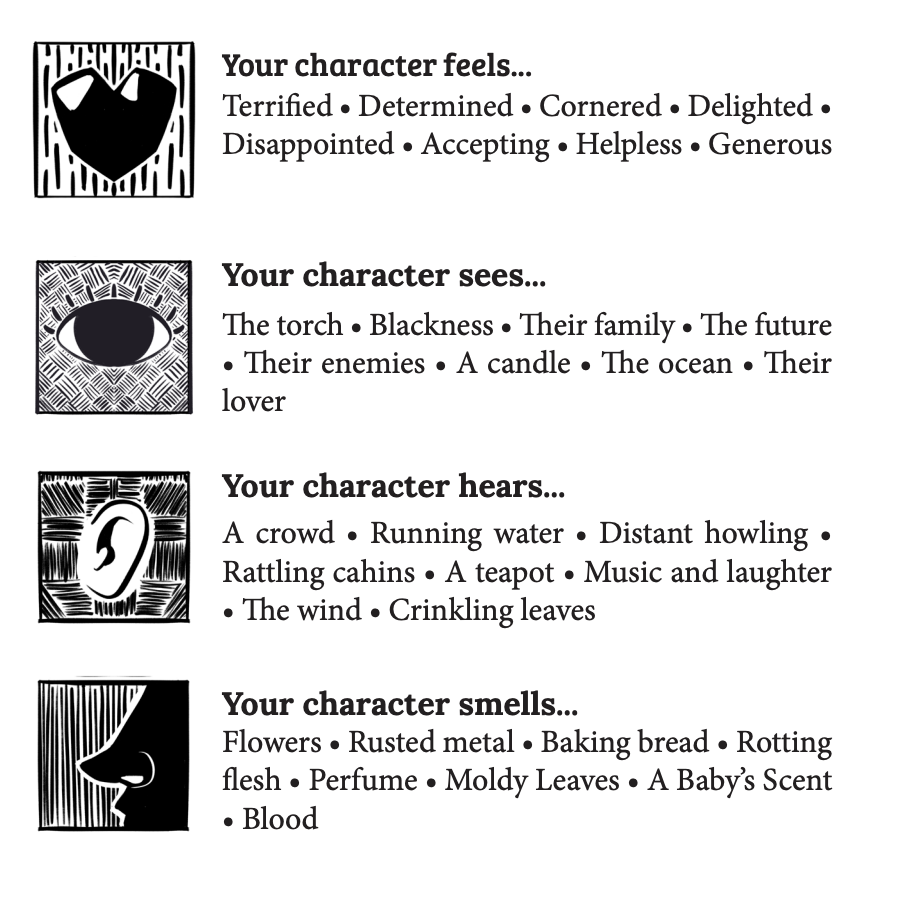 Your character feels...
Terrified • Determined • Cornered • Delighted •
Disappointed • Accepting • Helpless • Generous
Your character sees...
The torch • Blackness • Their family • The future
• Their enemies • A candle • The ocean • Their
lover
Your character hears...
A crowd • Running water • Distant howling •
Rattling cahins • A teapot • Music and laughter
• The wind • Crinkling leaves
Your character smells...
Flowers • Rusted metal • Baking bread • Rotting
flesh • Perfume • Moldy Leaves • A Baby’s Scent
• Blood